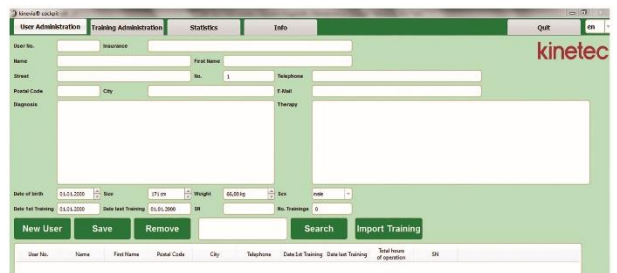 kinevia® cockpit
User Administration Training Administration Statistics Info Quit en
User No. Insurance
kinetec
Name First Name
Street No. 1 Telephone
Postal Code City E-Mail
Diagnosis Therapy
Date of birth 01.01.2000 Size 171 cm Weight 66,00 kg Sex male
Date 1st Training 01.01.2000 Date last Training 01.01.2000 SN No. Trainings 0
New User Save Remove Search Import Training
User No. Name First Name Postal Code City Telephone Date 1st Training Date last Training Total hours of operation SN